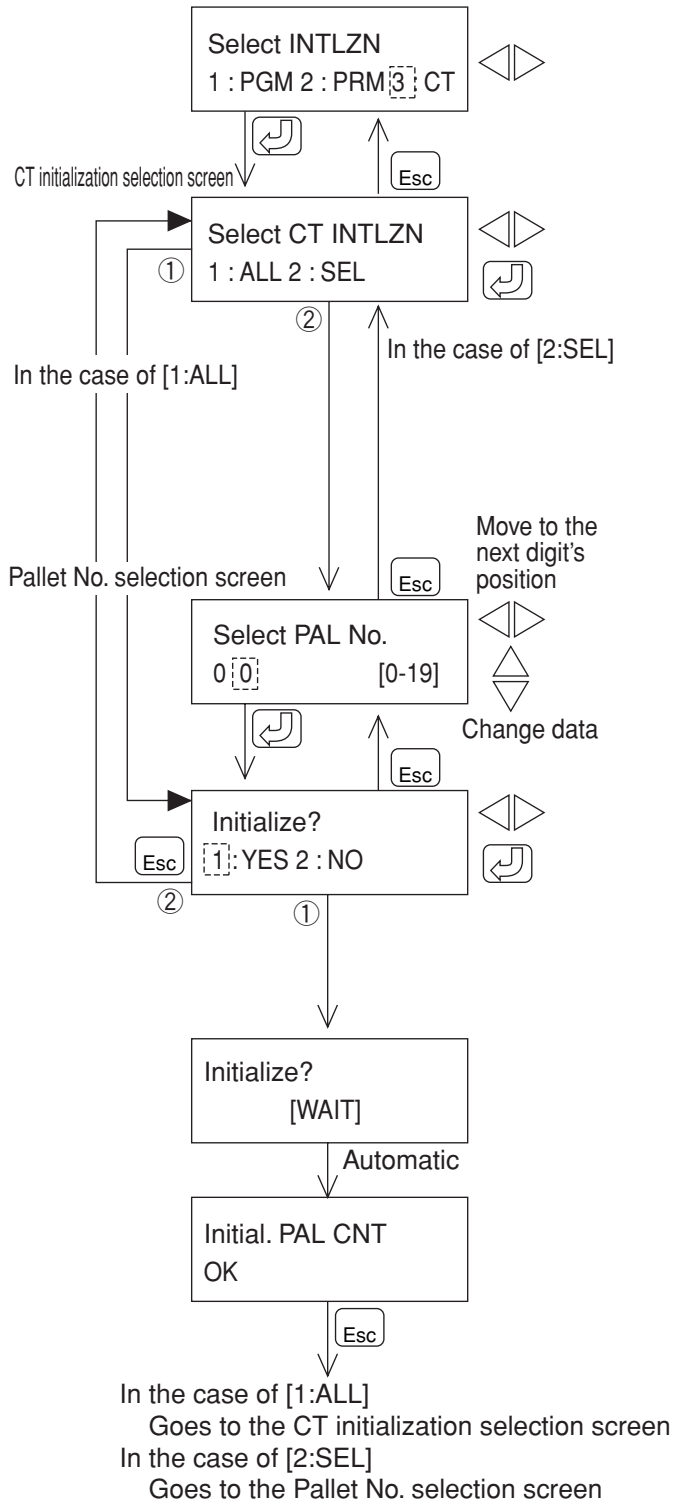 Select INTLZN
1 : PGM 2 : PRM 3 : CT
CT initialization selection screen
Esc
Select CT INTLZN
1 : ALL 2 : SEL
①
②
In the case of [2:SEL]
In the case of [1:ALL]
Move to the
next digit's
position
Pallet No. selection screen
Esc
Select PAL No.
0 0 [0-19]
Change data
Esc
Initialize?
1 : YES 2 : NO
Esc
②
①
Initialize?
[WAIT]
Automatic
Initial. PAL CNT
OK
Esc
In the case of [1:ALL]
Goes to the CT initialization selection screen
In the case of [2:SEL]
Goes to the Pallet No. selection screen